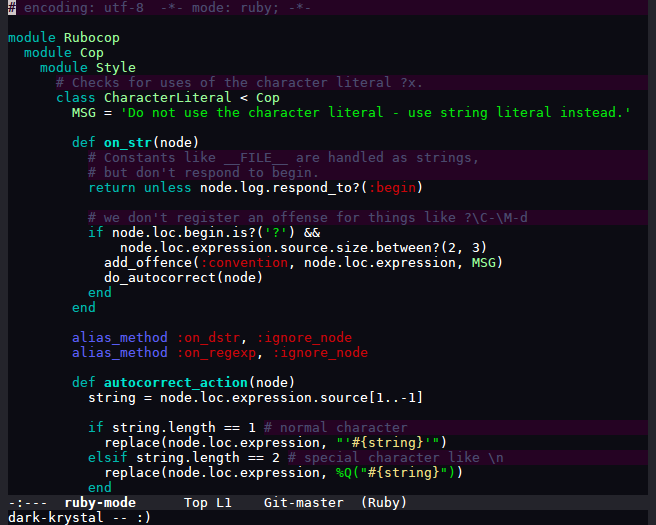 # encoding: utf-8  -*- mode: ruby; -*-

module Rubocop
  module Cop
    module Style
      # Checks for uses of the character literal ?x.
      class CharacterLiteral < Cop
        MSG = 'Do not use the character literal - use string literal instead.'

        def on_str(node)
          # Constants like __FILE__ are handled as strings,
          # but don't respond to begin.
          return unless node.log.respond_to?(:begin)

          # we don't register an offense for things like ?\C-\M-d
          if node.loc.begin.is?('?') &&
              node.loc.expression.source.size.between?(2, 3)
            add_offence(:convention, node.loc.expression, MSG)
            do_autocorrect(node)
          end
        end

        alias_method :on_dstr, :ignore_node
        alias_method :on_regexp, :ignore_node

        def autocorrect_action(node)
          string = node.loc.expression.source[1..-1]

          if string.length == 1 # normal character
            replace(node.loc.expression, "'#{string}'")
          elsif string.length == 2 # special character like \n
            replace(node.loc.expression, %Q("#{string}"))
          end
-:---  ruby-mode      Top L1    Git-master  (Ruby)
dark-krystal -- :)